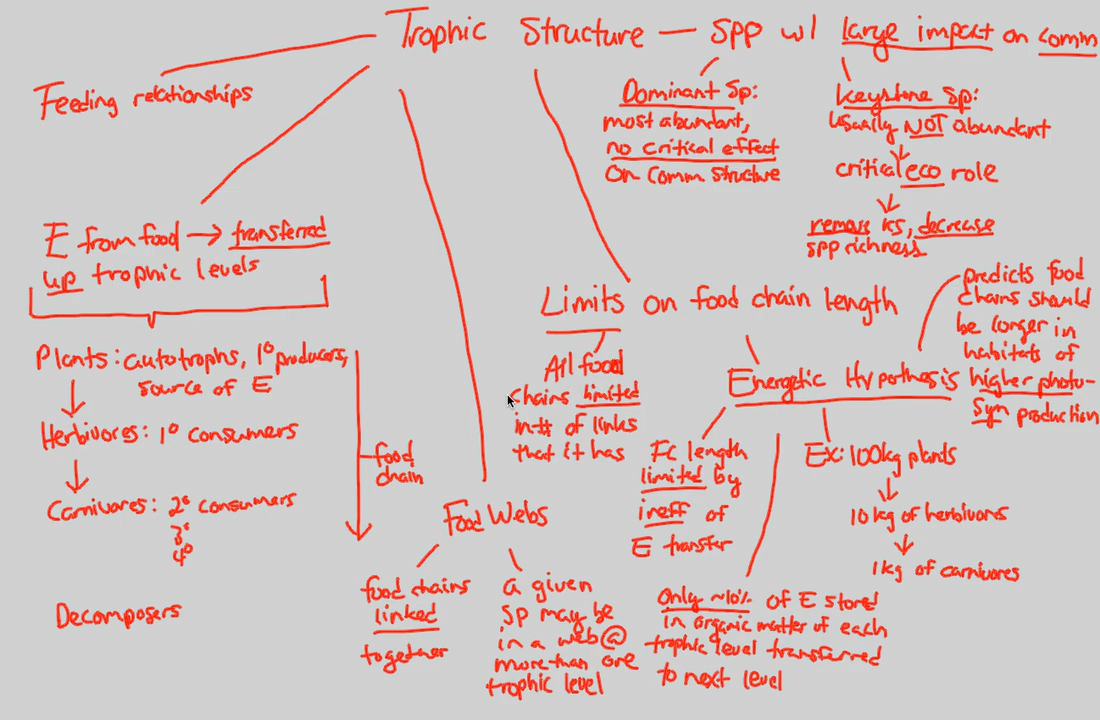 Trophic Structure — Spp w/ large impact on comm
Feeding relationships
E from food → transferred
up trophic levels
Plants: autotrophs, 1° producers,
source of E
Herbivores: 1° consumers
Carnivores: 2° consumers
3°
4°
Decomposers
food
chain
Food Webs
food chains
linked
together
a given
sp may be
in a web @
more than one
trophic level
Dominant Sp:
most abundant,
no critical effect
on Comm Structure
Keystone Sp:
usually NOT abundant
critical eco role
remove KS, decrease
spp richness
Limits on food chain length
All food
chains limited
in # of links
that it has
Energetic Hypothesis
predicts food
chains should
be longer in
habitats of
higher photo-
syn production
Fc length
limited by
ineff of
E transfer
Only ~10% of E stored
in organic matter of each
trophic level transferred
to next level
Ex: 100kg plants
10 kg of herbivores
1 kg of carnivores